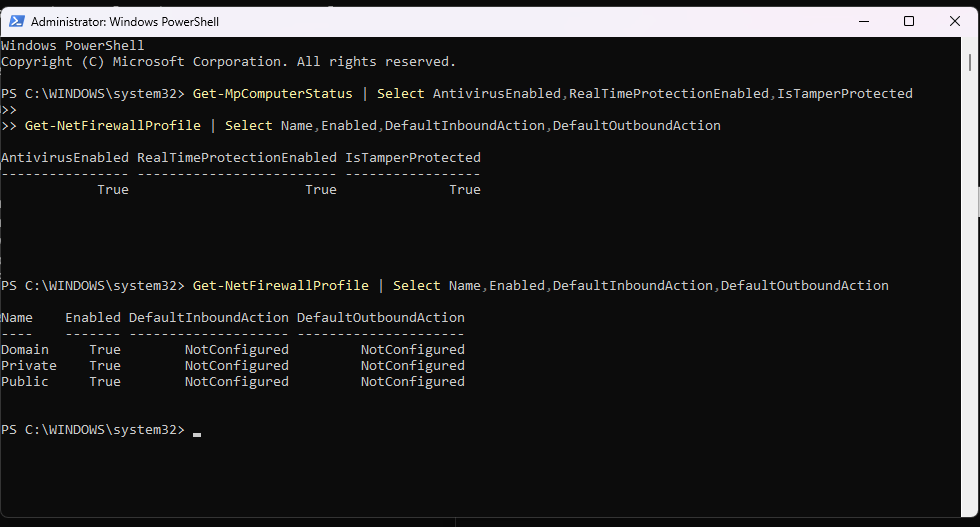 Administrator: Windows PowerShell
Windows PowerShell
Copyright (C) Microsoft Corporation. All rights reserved.
PS C:\WINDOWS\system32> Get-MpComputerStatus | Select AntivirusEnabled,RealTimeProtectionEnabled,IsTamperProtected
>>
>> Get-NetFirewallProfile | Select Name,Enabled,DefaultInboundAction,DefaultOutboundAction
AntivirusEnabled RealTimeProtectionEnabled IsTamperProtected
---------------- ------------------------- -----------------
            True                      True              True
PS C:\WINDOWS\system32> Get-NetFirewallProfile | Select Name,Enabled,DefaultInboundAction,DefaultOutboundAction
Name    Enabled DefaultInboundAction DefaultOutboundAction
----    ------- -------------------- ---------------------
Domain     True        NotConfigured         NotConfigured
Private    True        NotConfigured         NotConfigured
Public     True        NotConfigured         NotConfigured
PS C:\WINDOWS\system32>